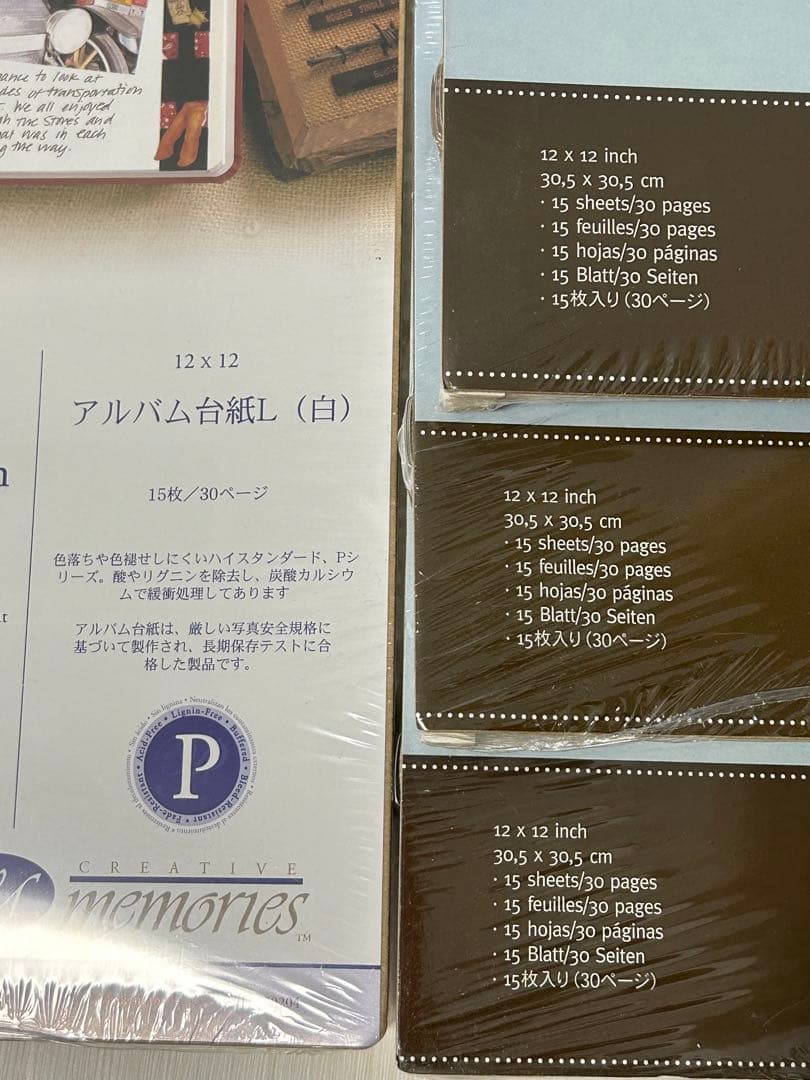 ROGERS SINGLE
ance to look at
des of transportation
We all enjoyed
h the Stores and
at was in each
g the way.
12 x 12
アルバム台紙L（白）
15枚／30ページ
色落ちや色褪せしにくいハイスタンダード、Pシ
リーズ。酸やリグニンを除去し、炭酸カルシウ
ムで緩衝処理してあります
アルバム台紙は、厳しい写真安全規格に
基づいて製作され、長期保存テストに合
格した製品です。
Acid-Free • Lignin-Free • Buffered • Bleed-Resistant • Fade-Resistant
P
CREATIVE
memories™
12 x 12 inch
30,5 x 30,5 cm
· 15 sheets/30 pages
· 15 feuilles/30 pages
· 15 hojas/30 páginas
· 15 Blatt/30 Seiten
· 15枚入り（30ページ）
12 x 12 inch
30,5 x 30,5 cm
· 15 sheets/30 pages
· 15 feuilles/30 pages
· 15 hojas/30 páginas
· 15 Blatt/30 Seiten
· 15枚入り（30ページ）
12 x 12 inch
30,5 x 30,5 cm
· 15 sheets/30 pages
· 15 feuilles/30 pages
· 15 hojas/30 páginas
· 15 Blatt/30 Seiten
· 15枚入り（30ページ）